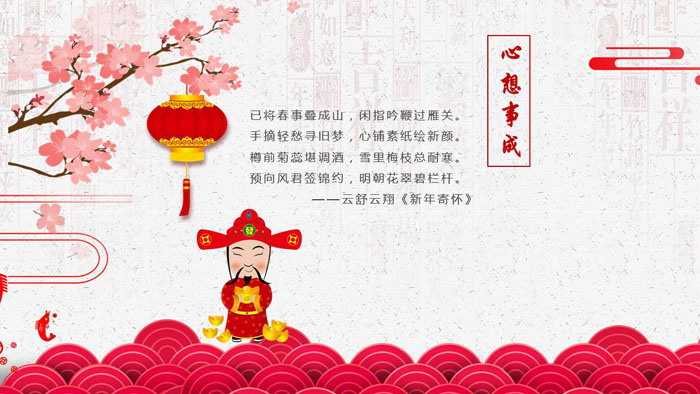 心想事成
已将春事叠成山，闲指吟鞭过雁关。
手摘轻愁寻旧梦，心铺素纸绘新颜。
樽前菊蕊堪调酒，雪里梅枝总耐寒。
预向风君签锦约，明朝花翠碧栏杆。
——云舒云翔《新年寄怀》